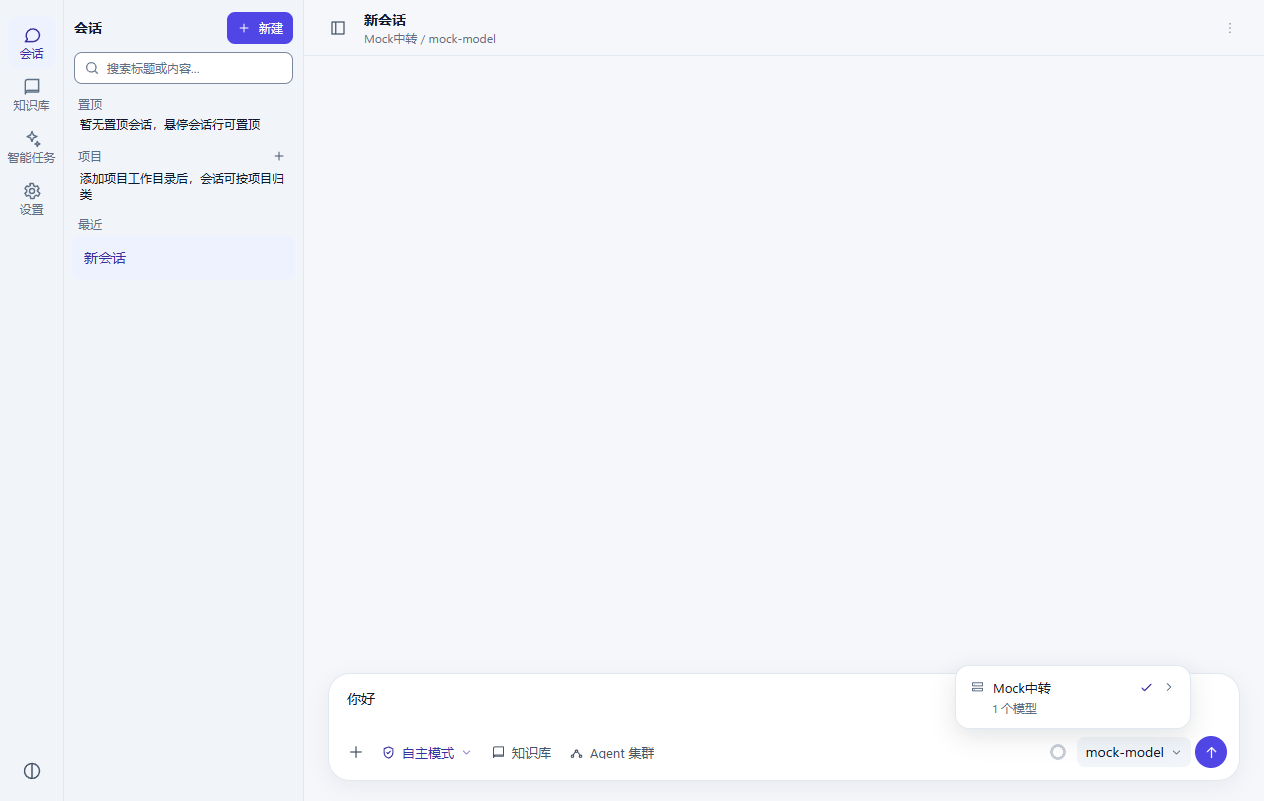 会话
知识库
智能任务
设置
会话
新建
搜索标题或内容...
置顶
暂无置顶会话，悬停会话行可置顶
项目
添加项目工作目录后，会话可按项目归
类
最近
新会话
新会话
Mock中转 / mock-model
你好
Mock中转
1 个模型
自主模式
知识库
Agent 集群
mock-model